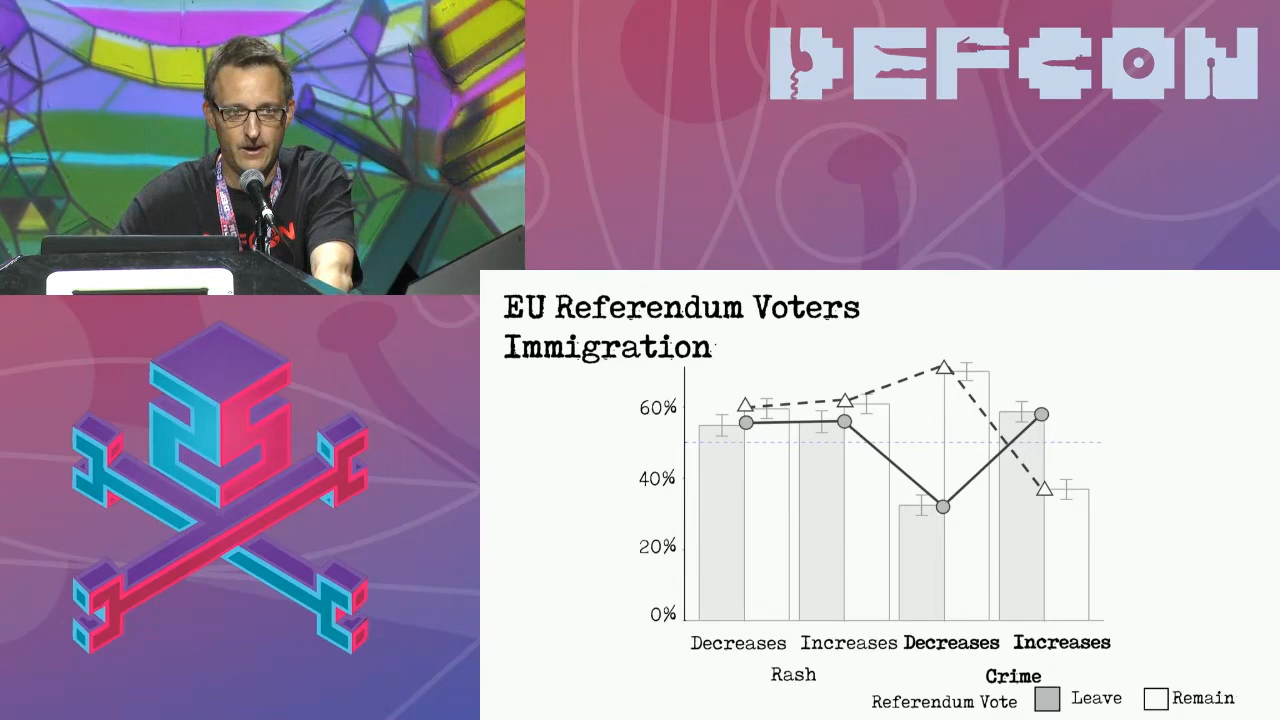 DEFCON
EU Referendum Voters
Immigration
60%
40%
20%
0%
Decreases Increases Decreases Increases
Rash Crime
Referendum Vote Leave Remain